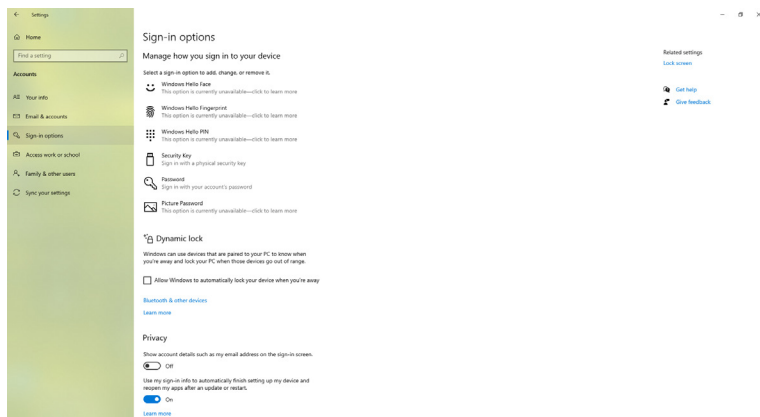 Settings
Home
Find a setting
Accounts
Your info
Email & accounts
Sign-in options
Access work or school
Family & other users
Sync your settings
Sign-in options
Manage how you sign in to your device
Select a sign-in option to add, change, or remove it.
Windows Hello Face
This option is currently unavailable—click to learn more
Windows Hello Fingerprint
This option is currently unavailable—click to learn more
Windows Hello PIN
This option is currently unavailable—click to learn more
Security Key
Sign in with a physical security key
Password
Sign in with your account's password
Picture Password
This option is currently unavailable—click to learn more
Dynamic lock
Windows can use devices that are paired to your PC to know when
you're away and lock your PC when those devices go out of range.
Allow Windows to automatically lock your device when you're away
Bluetooth & other devices
Learn more
Privacy
Show account details such as my email address on the sign-in screen.
Off
Use my sign-in info to automatically finish setting up my device and
reopen my apps after an update or restart.
On
Learn more
Related settings
Lock screen
Get help
Give feedback